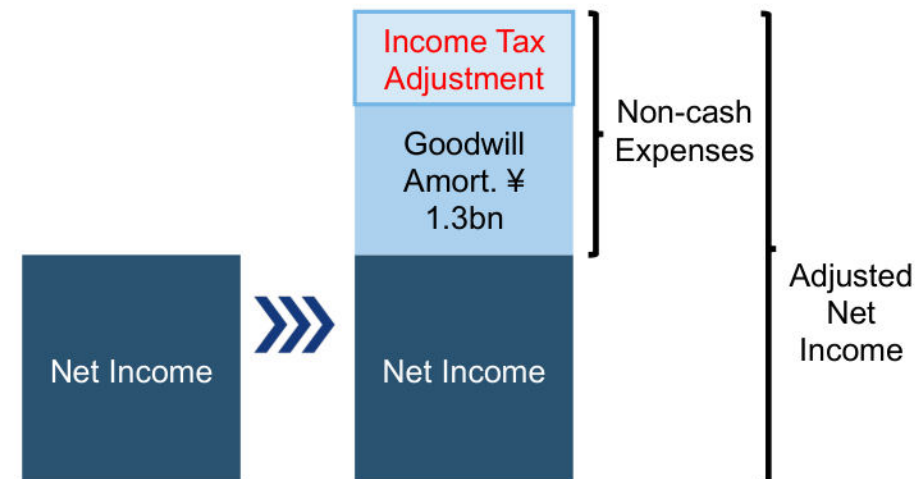 Income Tax
Adjustment
Goodwill
Amort. ¥
1.3bn
Non-cash
Expenses
Net Income
Net Income
Adjusted
Net
Income